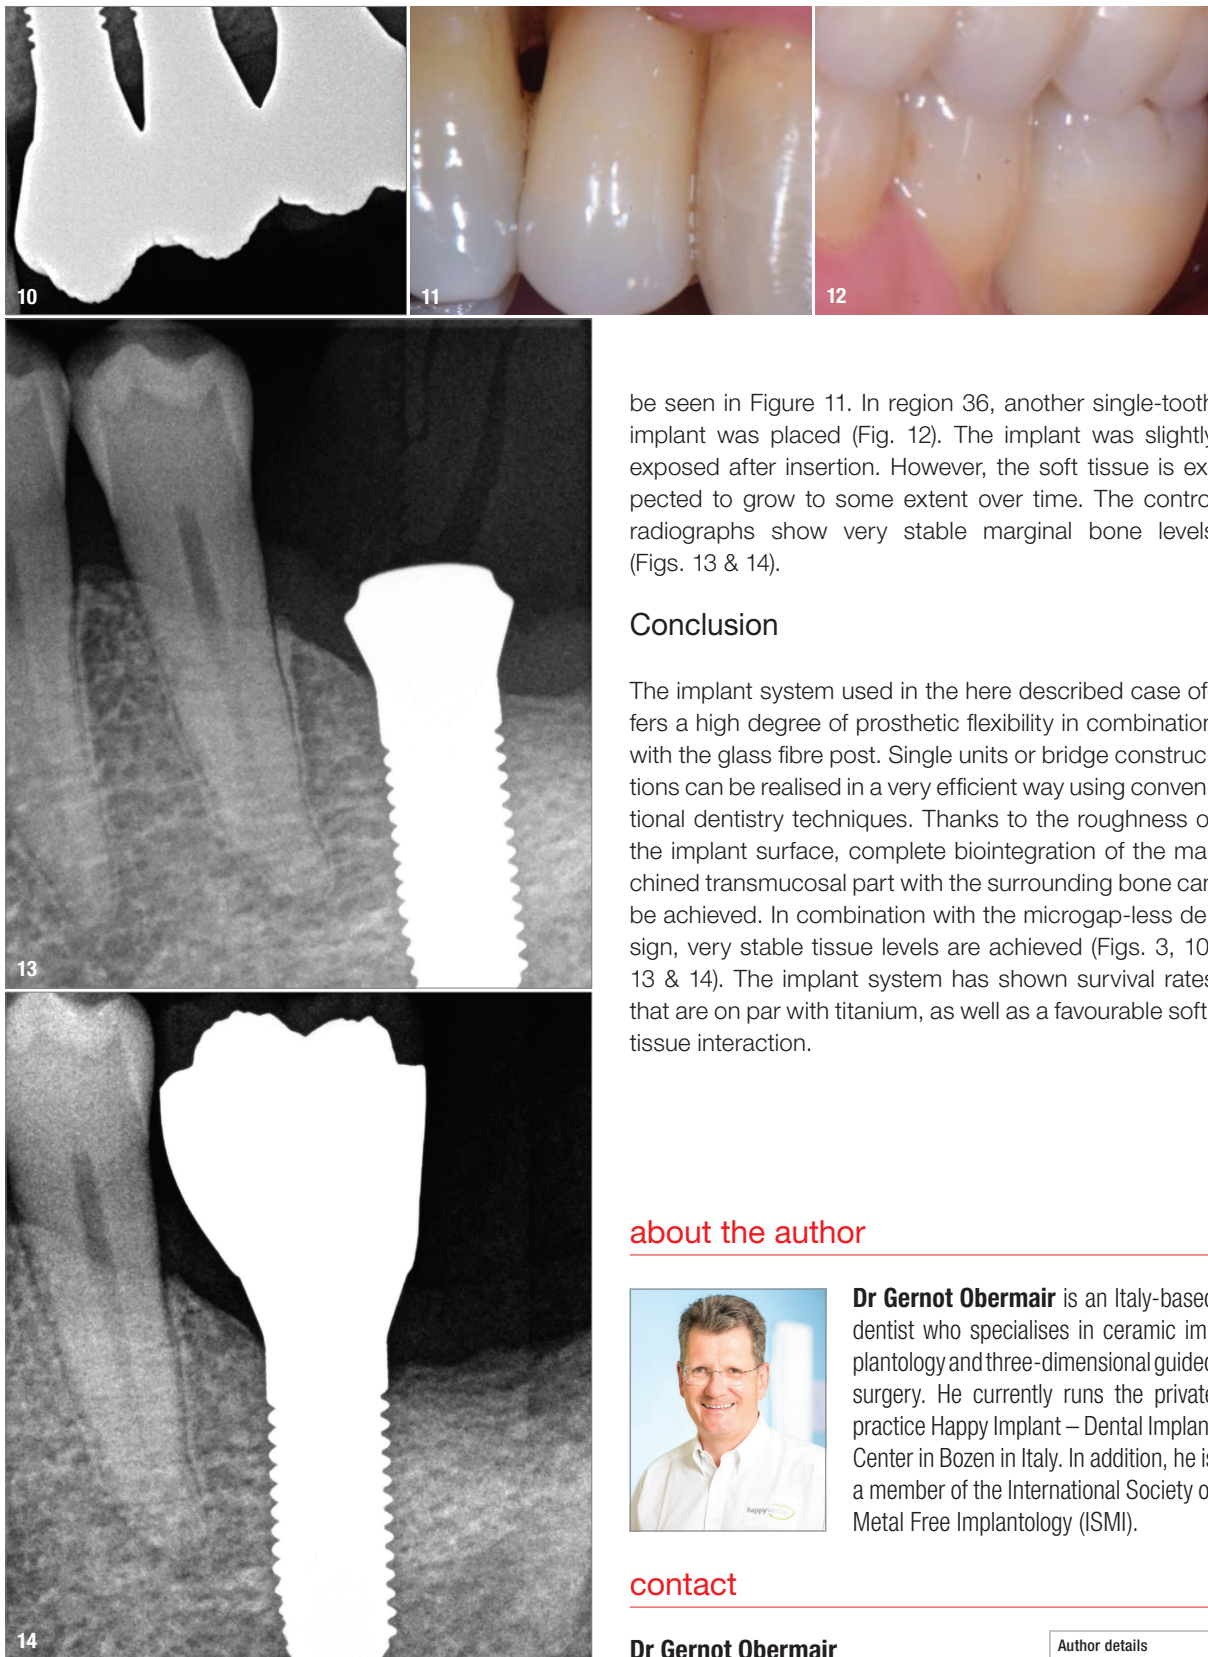 10
11
12
13
14
be seen in Figure 11. In region 36, another single-tooth
implant was placed (Fig. 12). The implant was slightly
exposed after insertion. However, the soft tissue is ex
pected to grow to some extent over time. The contro
radiographs show very stable marginal bone levels
(Figs. 13 & 14).
Conclusion
The implant system used in the here described case of
fers a high degree of prosthetic flexibility in combination
with the glass fibre post. Single units or bridge construc
tions can be realised in a very efficient way using conven
tional dentistry techniques. Thanks to the roughness o
the implant surface, complete biointegration of the ma
chined transmucosal part with the surrounding bone can
be achieved. In combination with the microgap-less de
sign, very stable tissue levels are achieved (Figs. 3, 10
13 & 14). The implant system has shown survival rates
that are on par with titanium, as well as a favourable soft
tissue interaction.
about the author
Dr Gernot Obermair is an Italy-based
dentist who specialises in ceramic im
plantology and three-dimensional guided
surgery. He currently runs the private
practice Happy Implant – Dental Implan
Center in Bozen in Italy. In addition, he is
a member of the International Society o
Metal Free Implantology (ISMI).
happy
contact
Dr Gernot Obermair
Author details